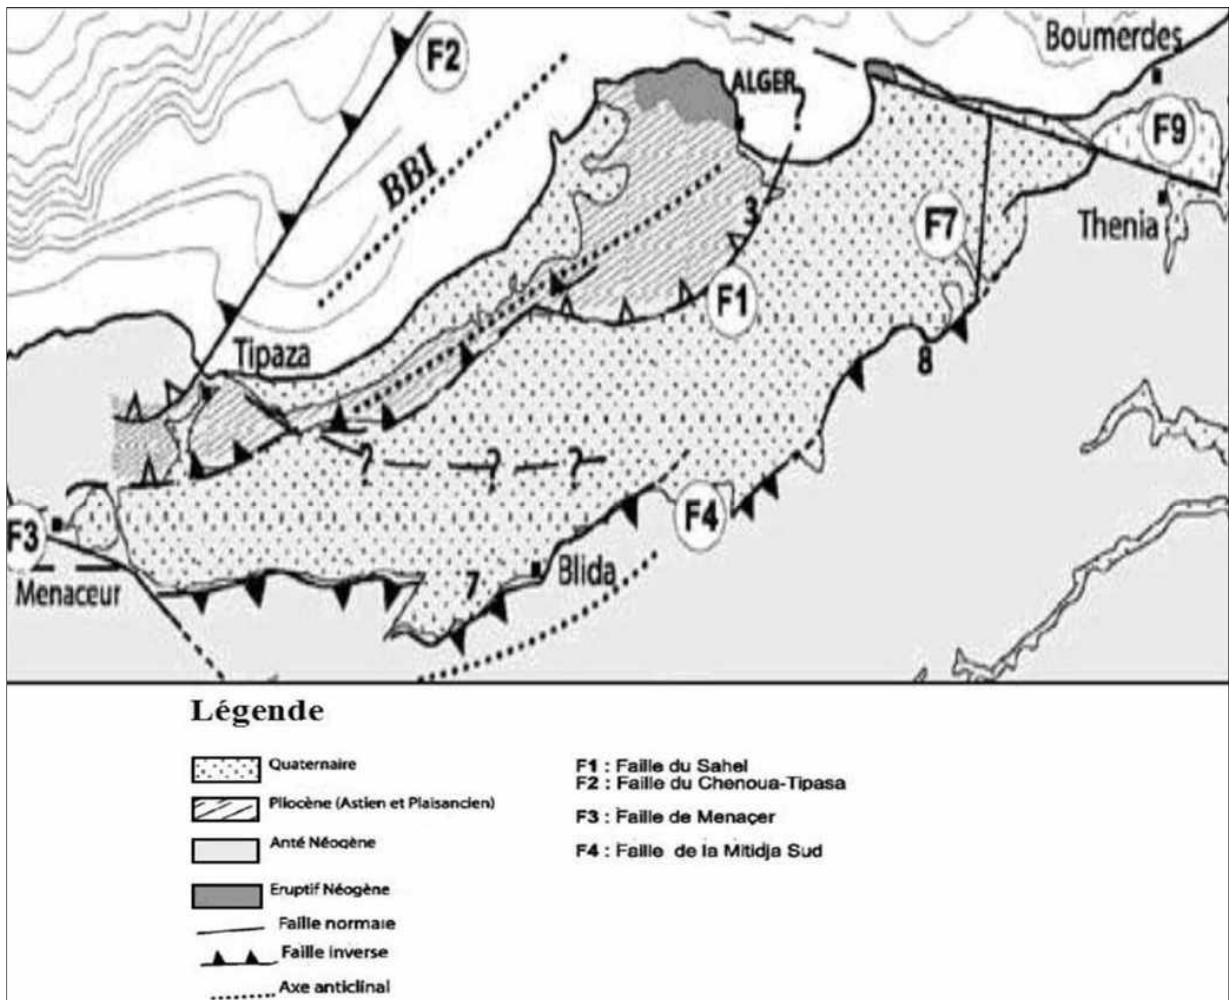 Boumerdes
F2
ALGER
?
F9
BBI
3
F7
Thenia
F1
Tipaza
8
? ? ?
F4
F3
Blida
7
Menaceur
Légende
Quaternaire
Pliocène (Astien et Plaisancien)
Anté Néogène
Eruptif Néogène
Faille normale
Faille inverse
Axe anticlinal
F1 : Faille du Sahel
F2 : Faille du Chenoua-Tipasa
F3 : Faille de Menaçer
F4 : Faille de la Mitidja Sud